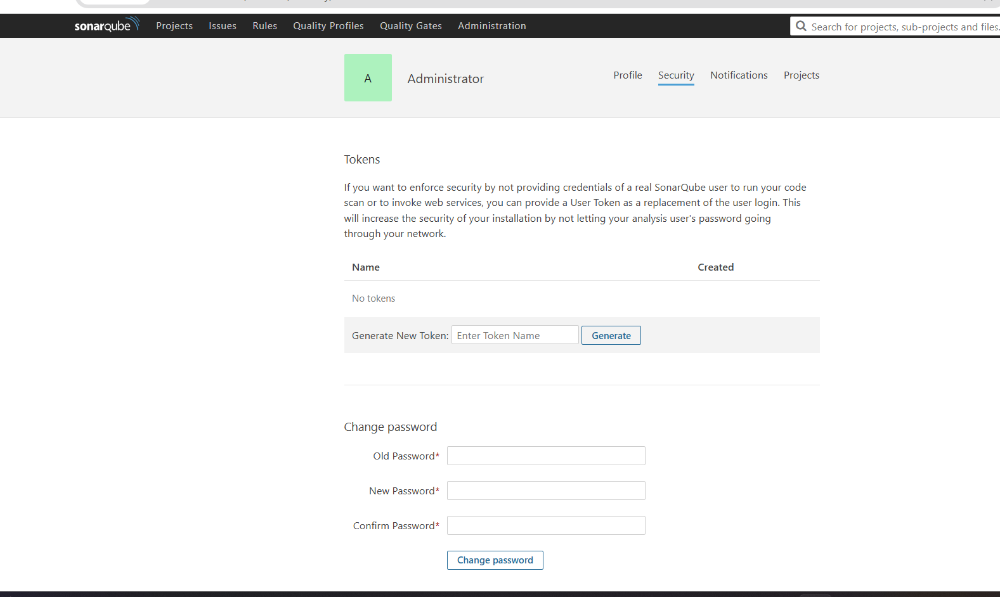 sonarqube Projects Issues Rules Quality Profiles Quality Gates Administration Search for projects, sub-projects and files.
A Administrator Profile Security Notifications Projects
Tokens
If you want to enforce security by not providing credentials of a real SonarQube user to run your code
scan or to invoke web services, you can provide a User Token as a replacement of the user login. This
will increase the security of your installation by not letting your analysis user's password going
through your network.
Name Created
No tokens
Generate New Token: Enter Token Name Generate
Change password
Old Password*
New Password*
Confirm Password*
Change password